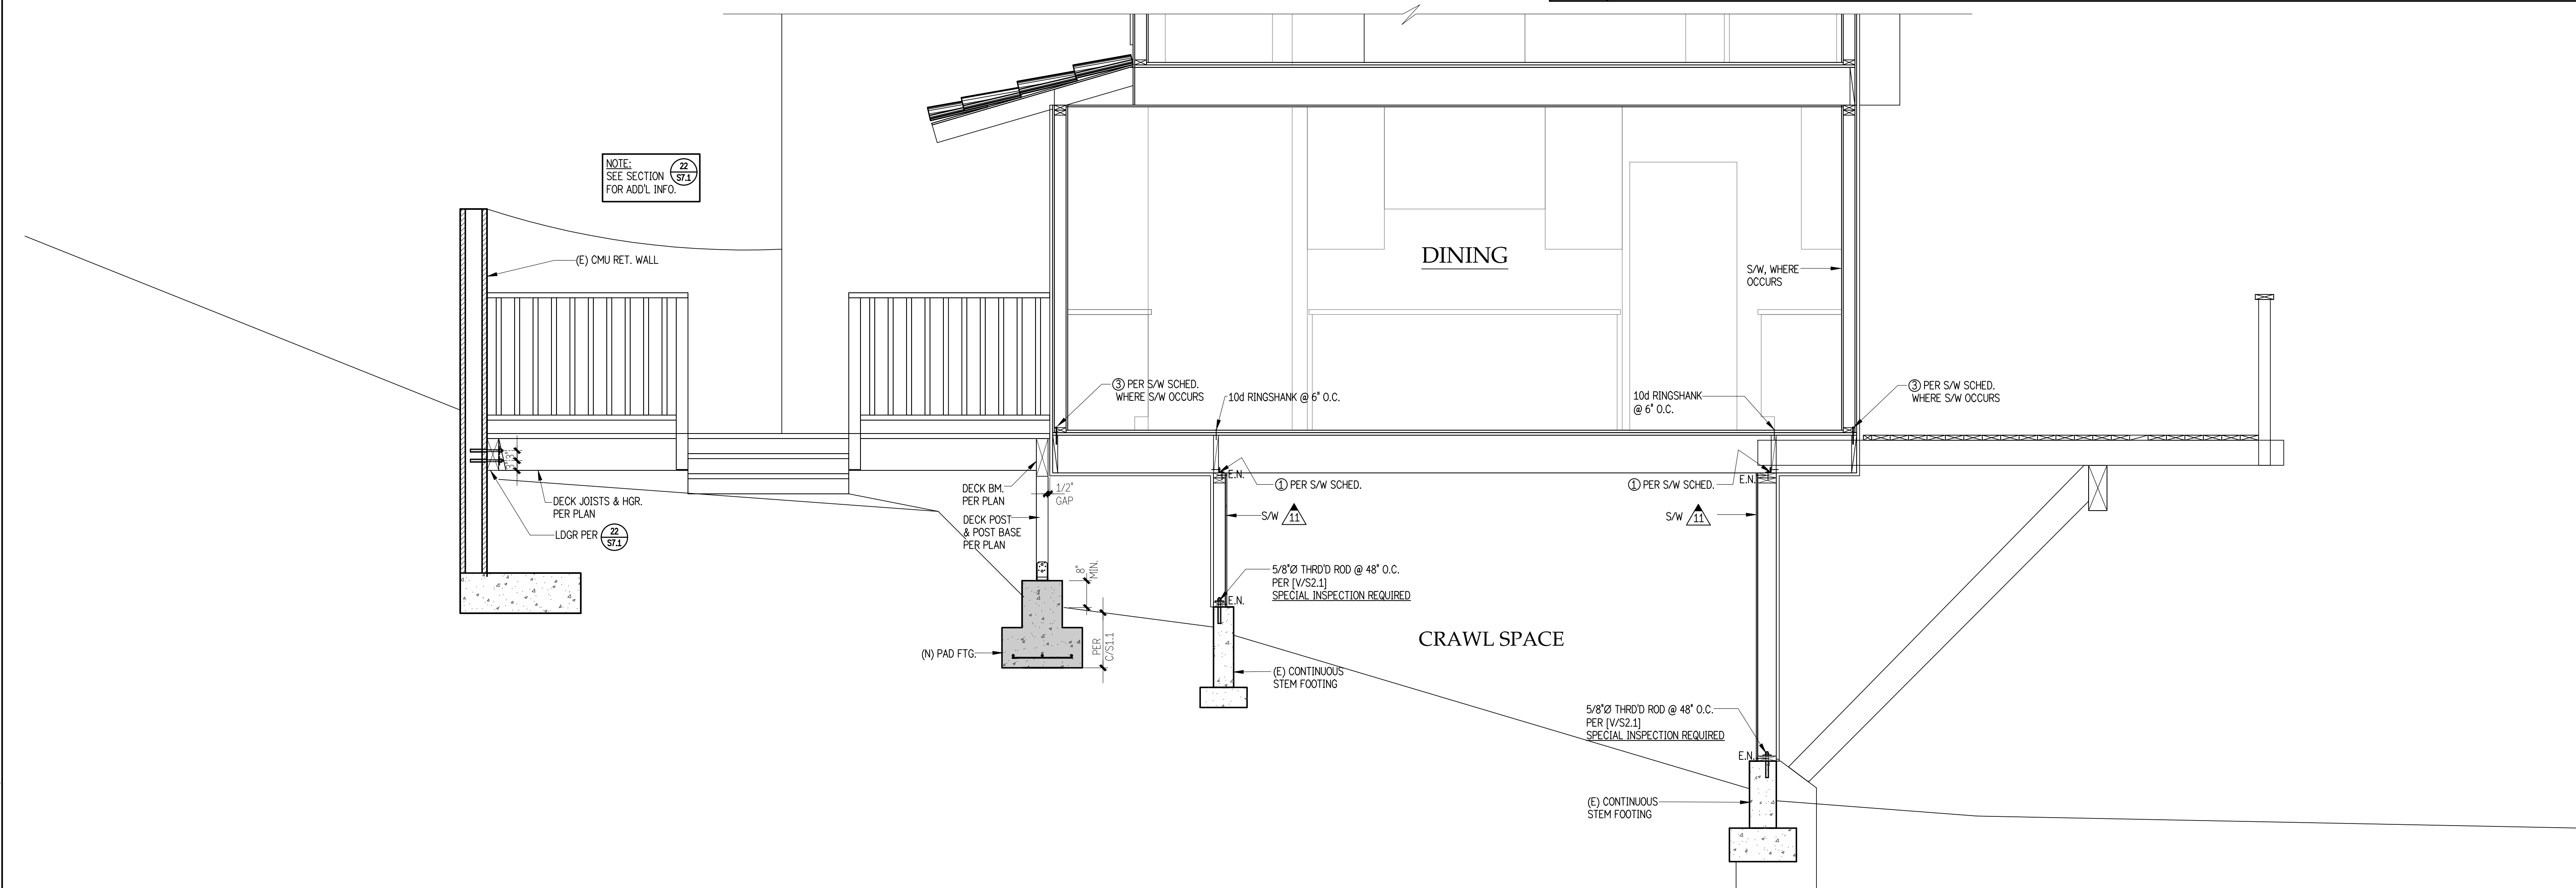 NOTE:
SEE SECTION
FOR ADD'L INFO.
22
S7.1
(E) CMU RET. WALL
DINING
S/W, WHERE
OCCURS
③ PER S/W SCHED.
WHERE S/W OCCURS
10d RINGSHANK @ 6" O.C.
10d RINGSHANK
@ 6" O.C.
③ PER S/W SCHED.
WHERE S/W OCCURS
3"
3"
DECK JOISTS & HGR.
PER PLAN
LDGR PER
22
S7.1
DECK BM.
PER PLAN
1/2"
GAP
DECK POST
& POST BASE
PER PLAN
E.N.
① PER S/W SCHED.
① PER S/W SCHED.
E.N.
S/W
11
S/W
11
8"
MIN.
5/8"Ø THRD'D ROD @ 48" O.C.
PER [V/S2.1]
SPECIAL INSPECTION REQUIRED
E.N.
CRAWL SPACE
(N) PAD FTG.
PER
C/S1.1
(E) CONTINUOUS
STEM FOOTING
5/8"Ø THRD'D ROD @ 48" O.C.
PER [V/S2.1]
SPECIAL INSPECTION REQUIRED
E.N.
(E) CONTINUOUS
STEM FOOTING